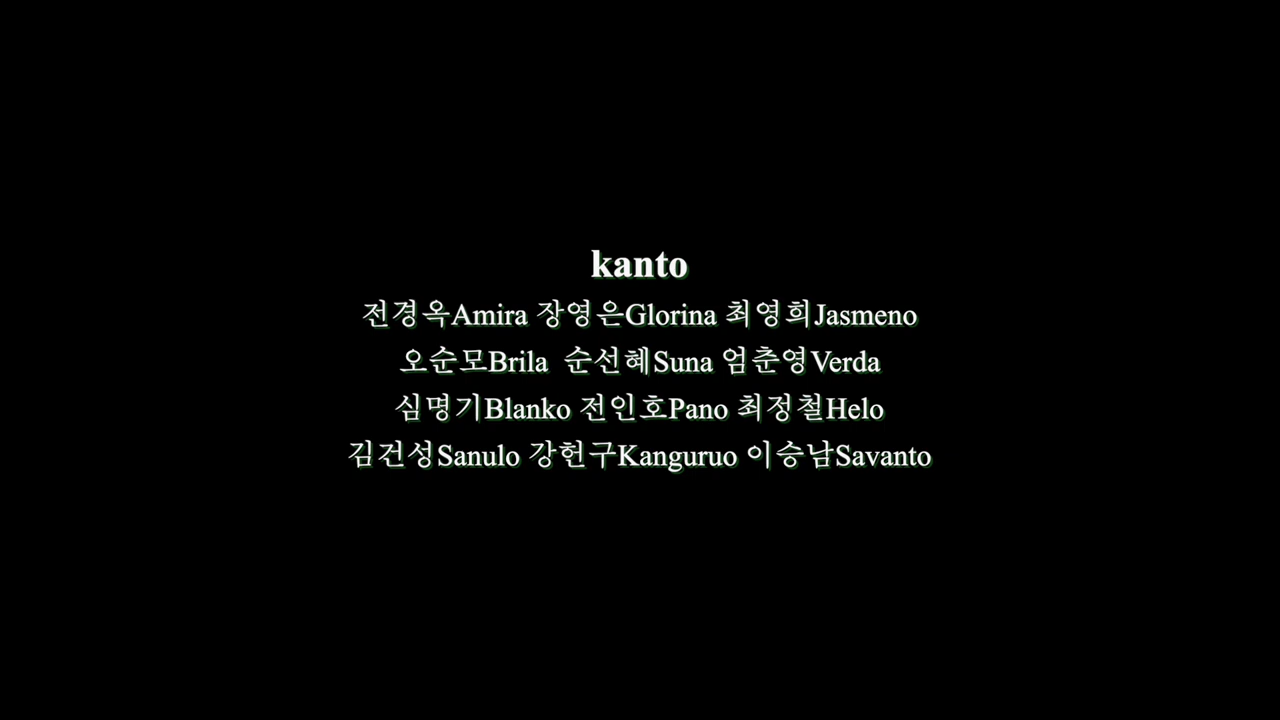 kanto
전경옥Amira 장영은Glorina 최영희Jasmeno
오순모Brila 순선혜Suna 엄춘영Verda
심명기Blanko 전인호Pano 최정철Helo
김건성Sanulo 강헌구Kanguruo 이승남Savanto